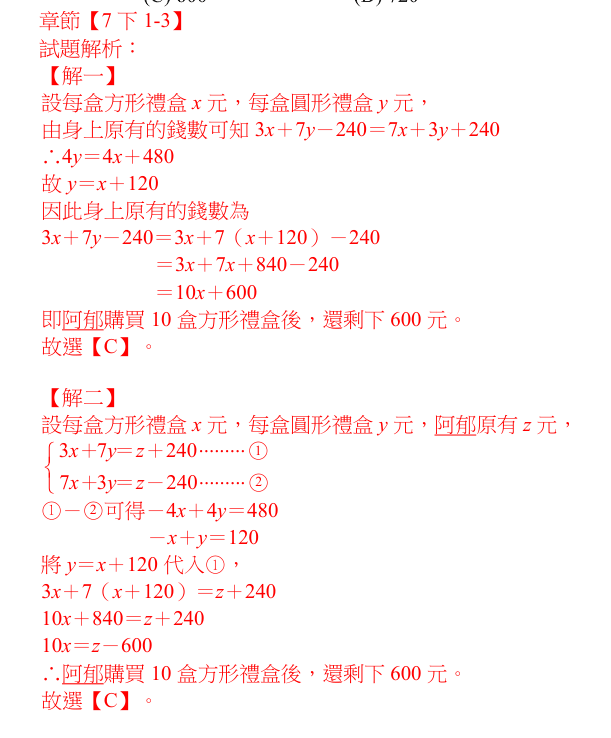 (C) 600 (D) 720
章節【7 下 1-3】
試題解析：
【解一】
設每盒方形禮盒 x 元，每盒圓形禮盒 y 元，
由身上原有的錢數可知 3x＋7y－240＝7x＋3y＋240
∴4y＝4x＋480
故 y＝x＋120
因此身上原有的錢數為
3x＋7y－240＝3x＋7（x＋120）－240
＝3x＋7x＋840－240
＝10x＋600
即阿郁購買 10 盒方形禮盒後，還剩下 600 元。
故選【C】。
【解二】
設每盒方形禮盒 x 元，每盒圓形禮盒 y 元，阿郁原有 z 元，
3x+7y＝z＋240………①
7x+3y＝z－240………②
①－②可得－4x＋4y＝480
－x＋y＝120
將 y＝x＋120 代入①，
3x＋7（x＋120）＝z＋240
10x＋840＝z＋240
10x＝z－600
∴阿郁購買 10 盒方形禮盒後，還剩下 600 元。
故選【C】。